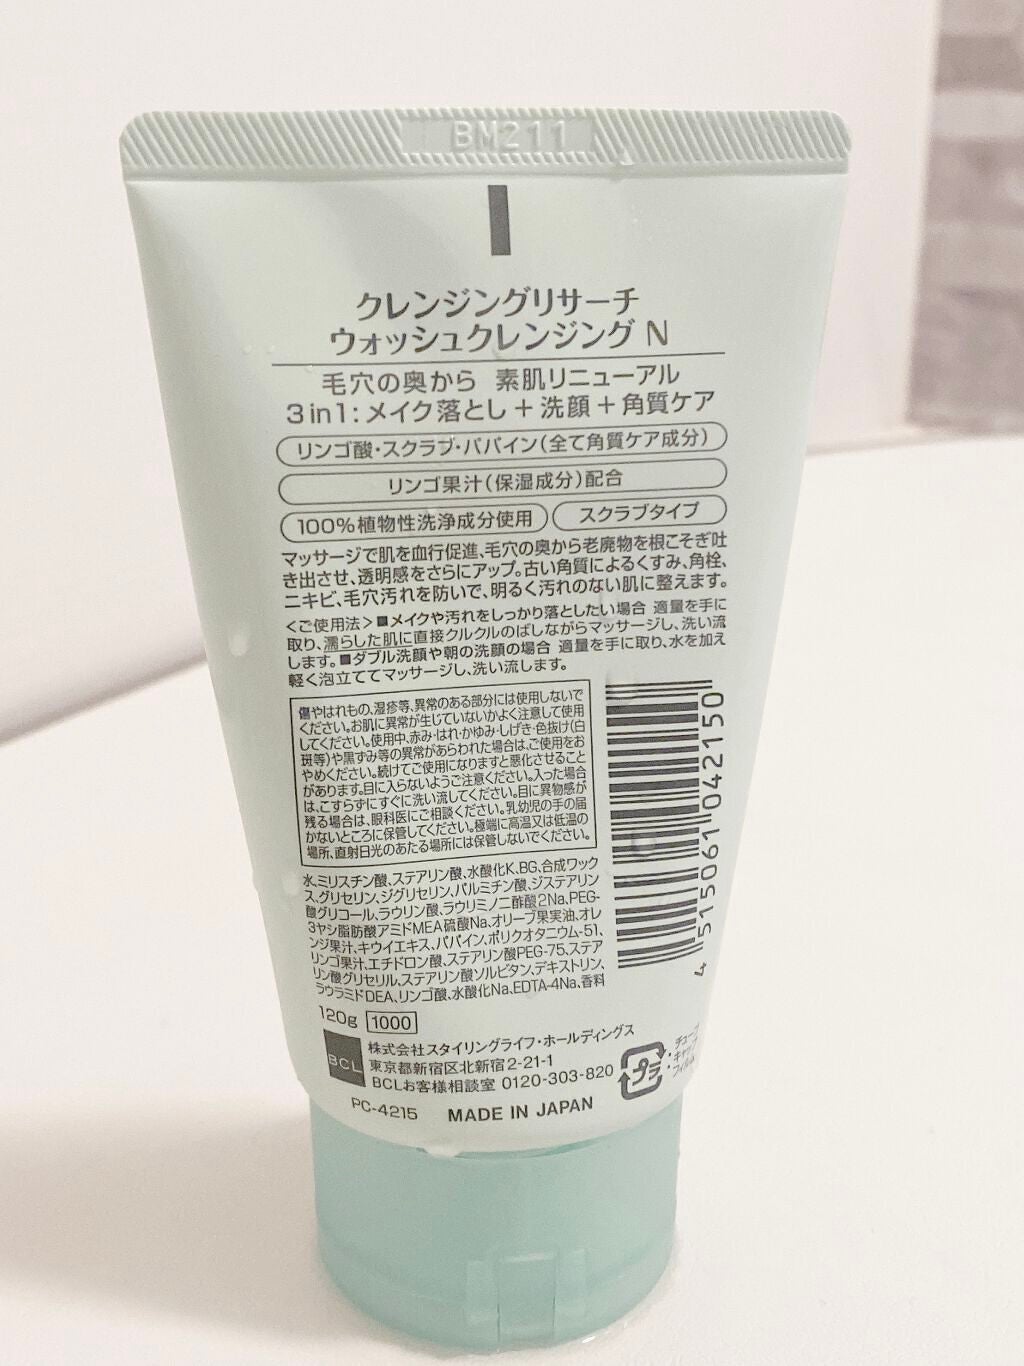 BM211
クレンジングリサーチ
ウォッシュクレンジング N
毛穴の奥から 素肌リニューアル
3in1:メイク落とし+洗顔+角質ケア
リンゴ酸・スクラブ・パパイン(全て角質ケア成分)
リンゴ果汁(保湿成分)配合
100%植物性洗浄成分使用
スクラブタイプ
マッサージで肌を血行促進、毛穴の奥から老廃物を根こそぎ吐
き出させ、透明感をさらにアップ。古い角質によるくすみ、角栓、
ニキビ、毛穴汚れを防いで、明るく汚れのない肌に整えます。
<ご使用法>■メイクや汚れをしっかり落としたい場合 適量を手に
取り、濡らした肌に直接クルクルのばしながらマッサージし、洗い流
します。■ダブル洗顔や朝の洗顔の場合 適量を手に取り、水を加え
軽く泡立ててマッサージし、洗い流します。
傷やはれもの、湿疹等、異常のある部分には使用しないで
ください。お肌に異常が生じていないかよく注意して使用
してください。使用中、赤み・はれ・かゆみ・しげき・色抜け(白
斑等)や黒ずみ等の異常があらわれた場合は、ご使用をお
やめください。続けてご使用になりますと悪化させること
があります。目に入らないようご注意ください。入った場合
は、こすらずにすぐに洗い流してください。目に異物感が
残る場合は、眼科医にご相談ください。乳幼児の手の届
かないところに保管してください。極端に高温又は低温の
場所、直射日光のあたる場所には保管しないでください。
水、ミリスチン酸、ステアリン酸、水酸化K、BG、合成ワック
ス、グリセリン、ジグリセリン、パルミチン酸、ジステアリン
酸グリコール、ラウリン酸、ラウリミノ二酢酸2Na、PEG-
3ヤシ脂肪酸アミドMEA硫酸Na、オリーブ果実油、オレ
ンジ果汁、キウイエキス、パパイン、ポリクオタニウム-51、
リンゴ果汁、エチドロン酸、ステアリン酸PEG-75、ステア
リン酸グリセリル、ステアリン酸ソルビタン、デキストリン、
ラウラミドDEA、リンゴ酸、水酸化Na、EDTA-4Na、香料
4 515061 042150
120g 1000
BCL
株式会社スタイリングライフ・ホールディングス
東京都新宿区北新宿2-21-1
BCLお客様相談室 0120-303-820
プラ
・チューブ
・キャップ
・フィルム
PC-4215 MADE IN JAPAN